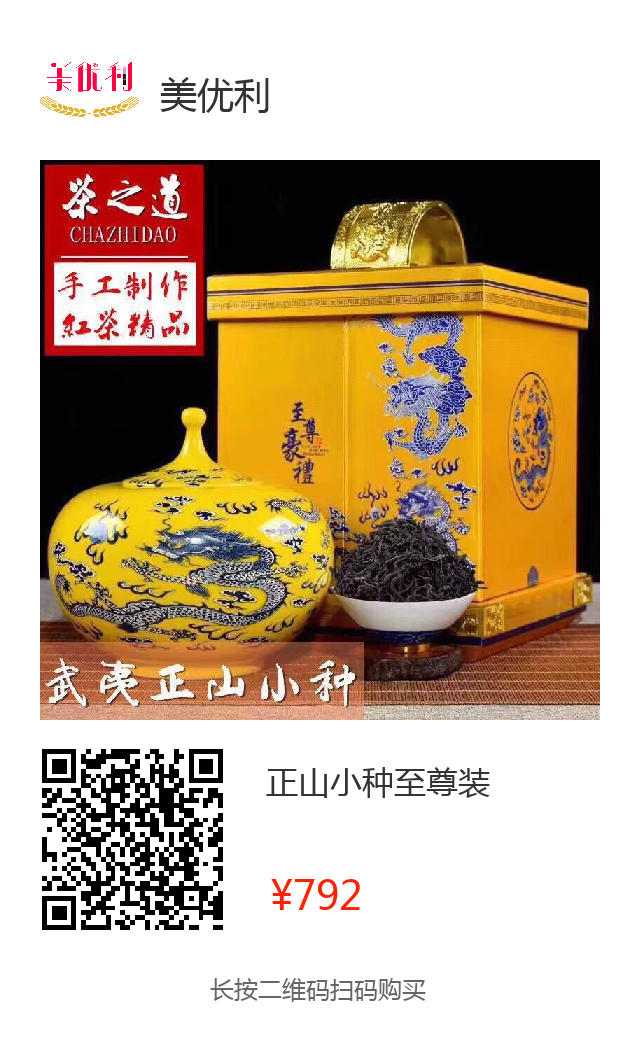 美优利
美优利
茶之道
CHAZHIDAO
手工制作
紅茶精品
至尊
豪禮
武夷正山小种
正山小种至尊装
¥792
长按二维码扫码购买